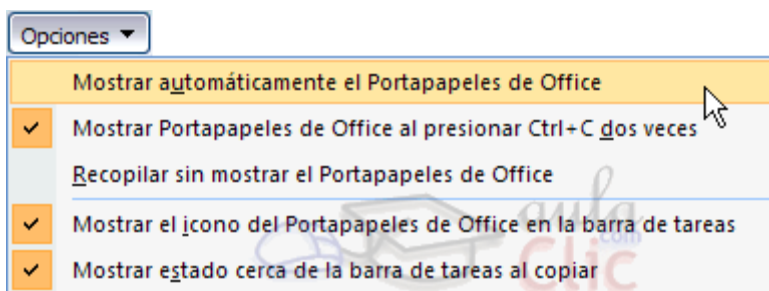 Opciones
Mostrar automáticamente el Portapapeles de Office
Mostrar Portapapeles de Office al presionar Ctrl+C dos veces
Recopilar sin mostrar el Portapapeles de Office
Mostrar el icono del Portapapeles de Office en la barra de tareas
Mostrar estado cerca de la barra de tareas al copiar
aula
.com
Clic